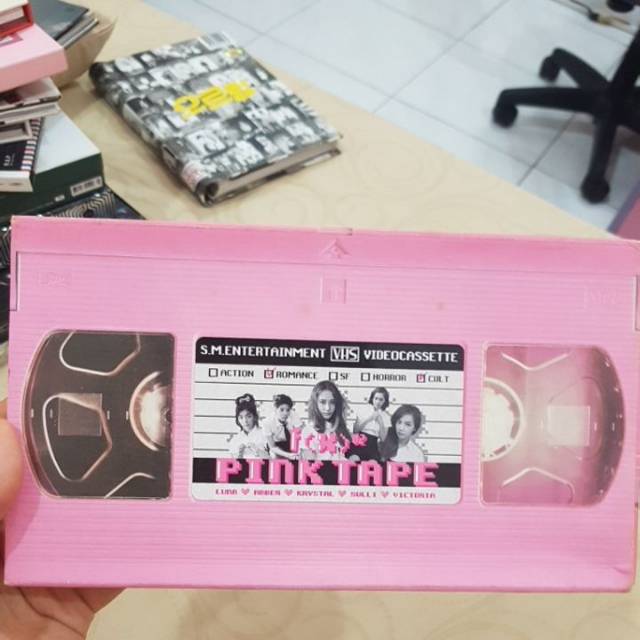 S.M.ENTERTAINMENT VHS VIDEOCASSETTE
ACTION ROMANCE SF HORROR CULT
f(x)
PINK TAPE
LUNA ♥ AMBER ♥ KRYSTAL ♥ SULLI ♥ VICTORIA